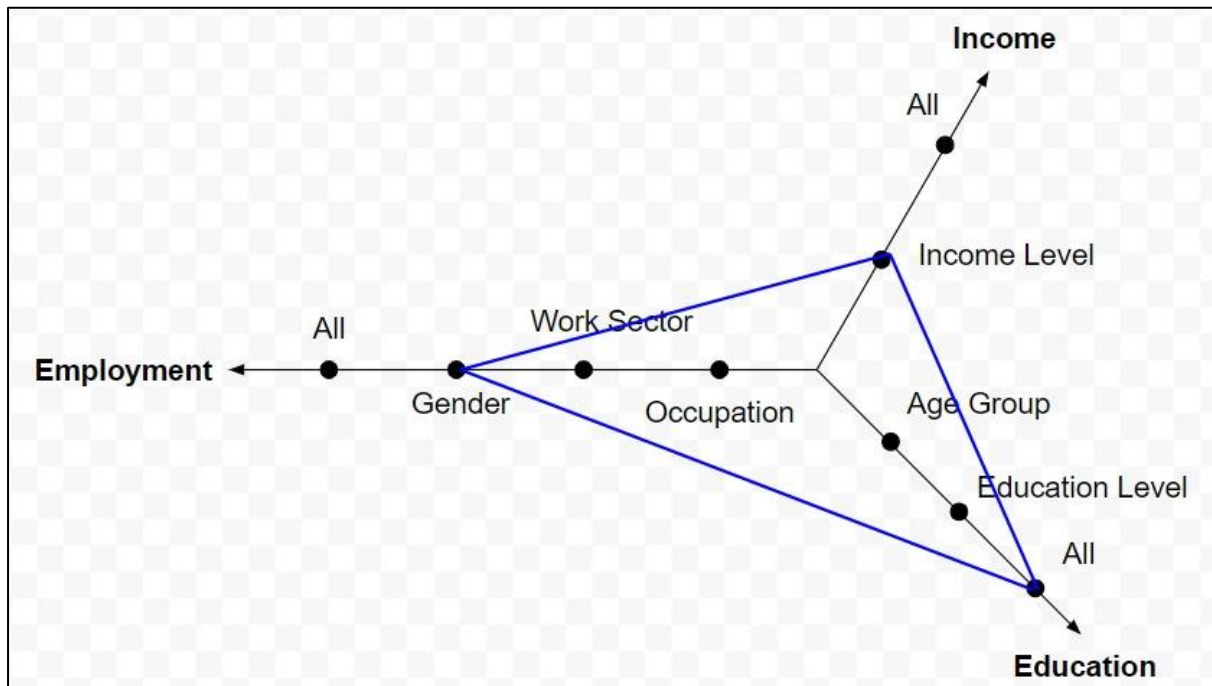 Income
All
Income Level
Work Sector
All
Employment
Gender
Occupation
Age Group
Education Level
All
Education